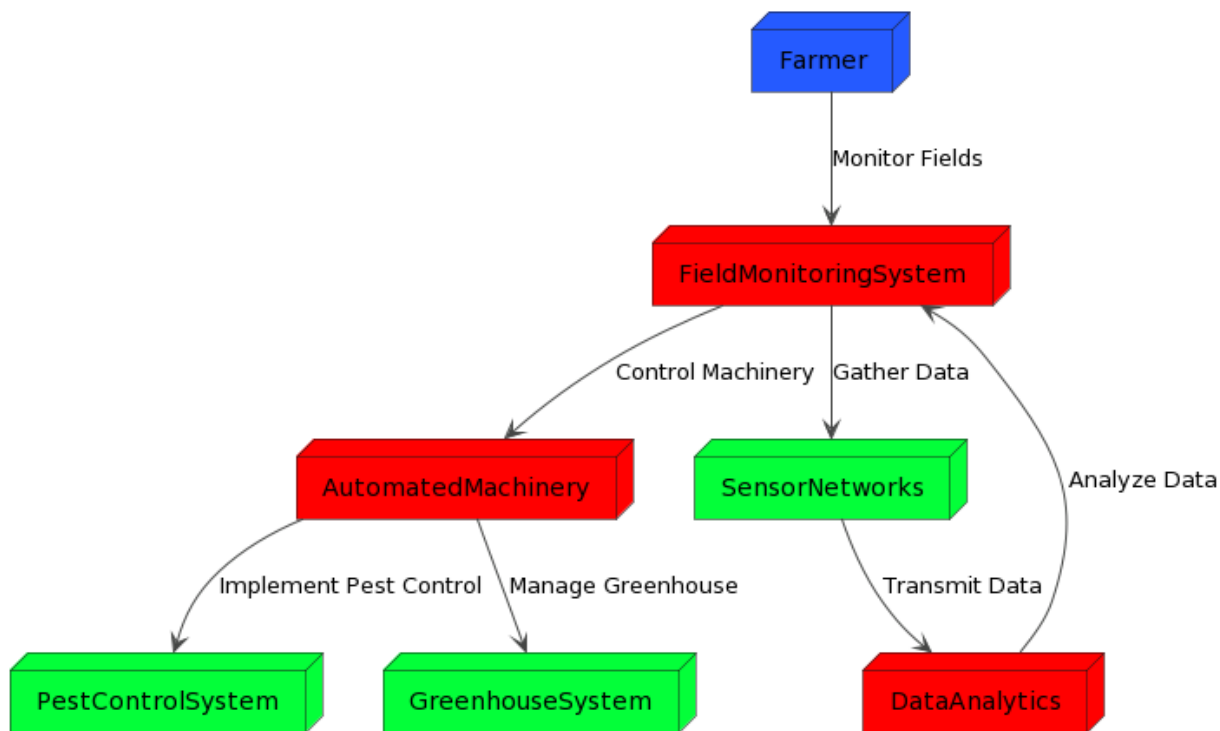 Farmer
Monitor Fields
FieldMonitoringSystem
Control Machinery
Gather Data
AutomatedMachinery
SensorNetworks
Analyze Data
Implement Pest Control
Manage Greenhouse
Transmit Data
PestControlSystem
GreenhouseSystem
DataAnalytics